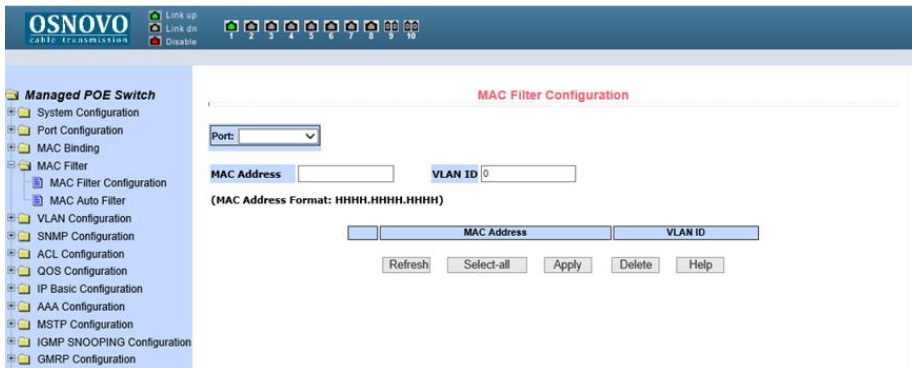 OSNOVO
cable transmission
Link up
Link dn
Disable
1 2 3 4 5 6 7 8 9 10
Managed POE Switch
System Configuration
Port Configuration
MAC Binding
MAC Filter
MAC Filter Configuration
MAC Auto Filter
VLAN Configuration
SNMP Configuration
ACL Configuration
QOS Configuration
IP Basic Configuration
AAA Configuration
MSTP Configuration
IGMP SNOOPING Configuration
GMRP Configuration
MAC Filter Configuration
Port:
MAC Address VLAN ID 0
(MAC Address Format: HHHH.HHHH.HHHH)
MAC Address VLAN ID
Refresh Select-all Apply Delete Help